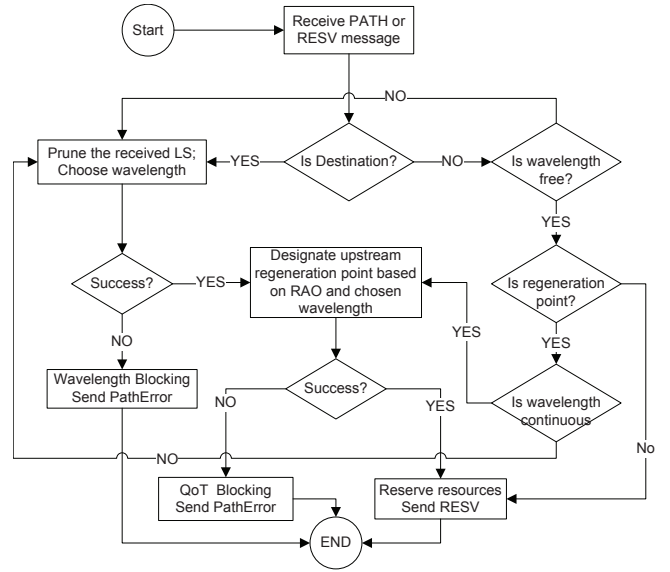 Start
Receive PATH or
RESV message
NO
Prune the received LS;
Choose wavelength
YES
Is Destination?
NO
Is wavelength
free?
YES
Success?
YES
Designate upstream
regeneration point based
on RAO and chosen
wavelength
Is regeneration
point?
NO
YES
YES
Wavelength Blocking
Send PathError
Success?
NO
YES
Is wavelength
continuous
No
NO
QoT Blocking
Send PathError
Reserve resources
Send RESV
END